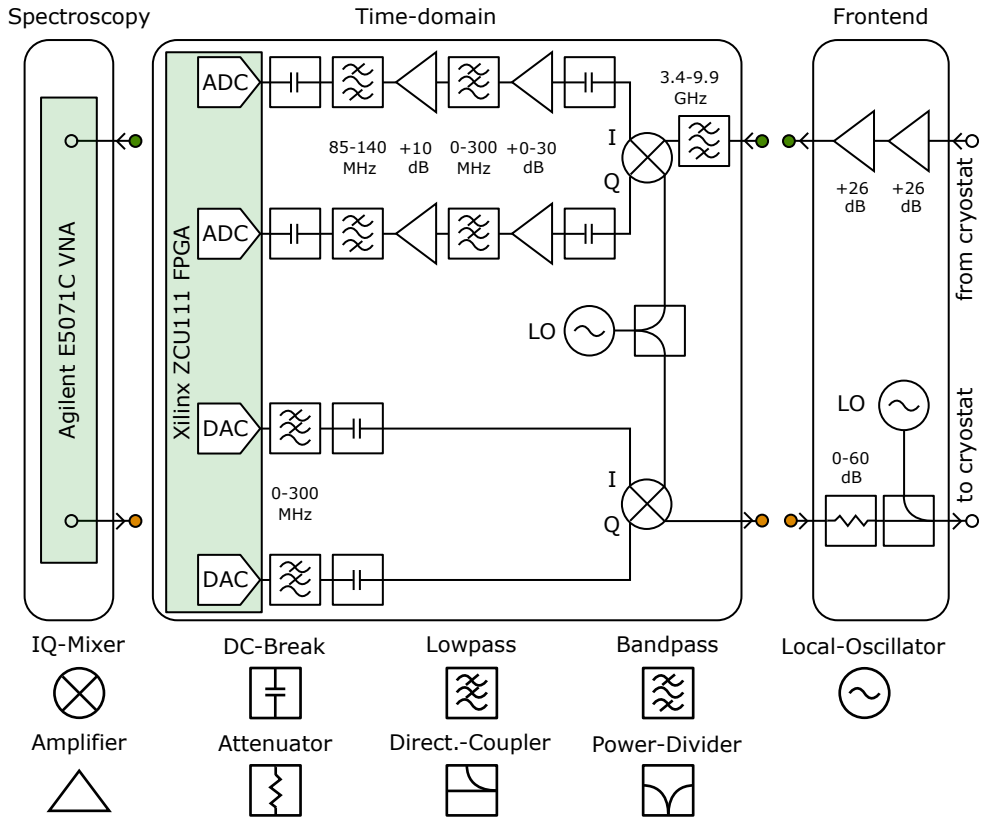 Spectroscopy
Time-domain
Frontend
Agilent E5071C VNA
Xilinx ZCU111 FPGA
ADC
85-140
MHz
+10
dB
0-300
MHz
+0-30
dB
I
Q
3.4-9.9
GHz
ADC
LO
DAC
0-300
MHz
I
Q
DAC
+26
dB
+26
dB
from cryostat
LO
0-60
dB
to cryostat
IQ-Mixer
DC-Break
Lowpass
Bandpass
Local-Oscillator
Amplifier
Attenuator
Direct.-Coupler
Power-Divider